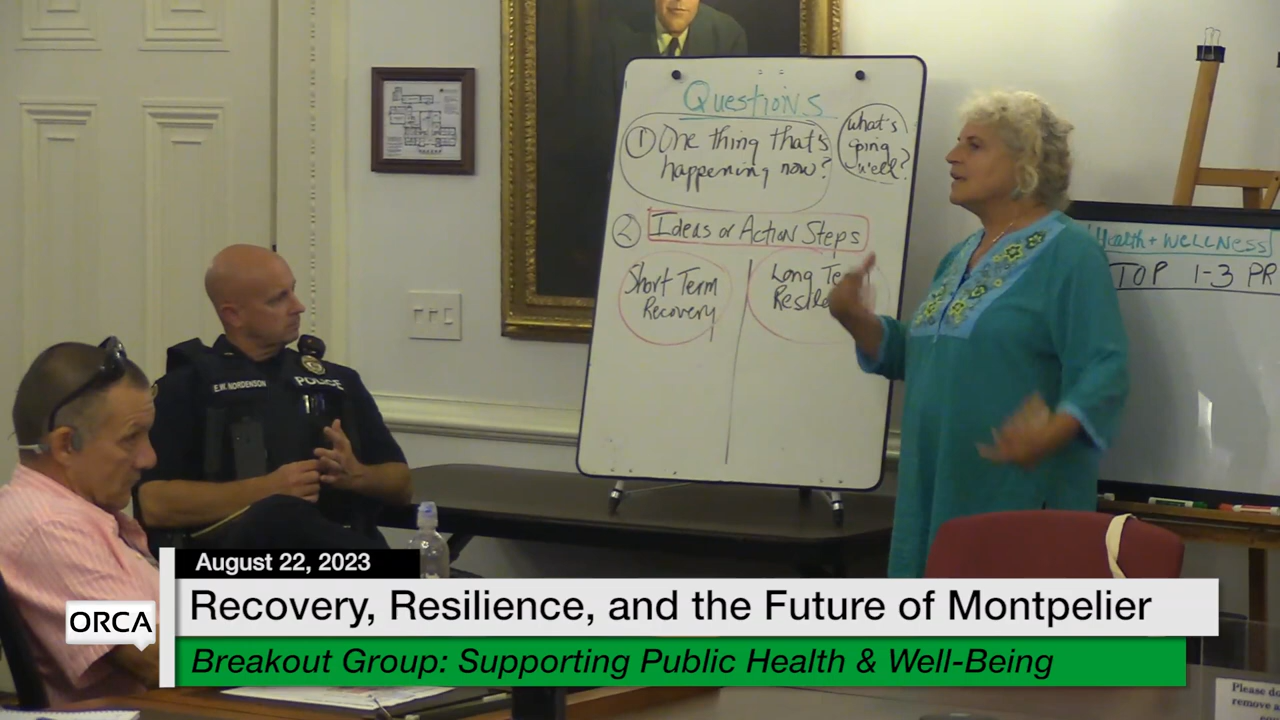 Questions
① One thing that's
happening now?
what's
going
well?
② Ideas or Action Steps
Short Term
Recovery
Long Te
Resil
Health + WELLNESS
TOP 1-3 PR
E.W. NORDENSON
POLICE
August 22, 2023
ORCA
Recovery, Resilience, and the Future of Montpelier
Breakout Group: Supporting Public Health & Well-Being
Please do
remove a